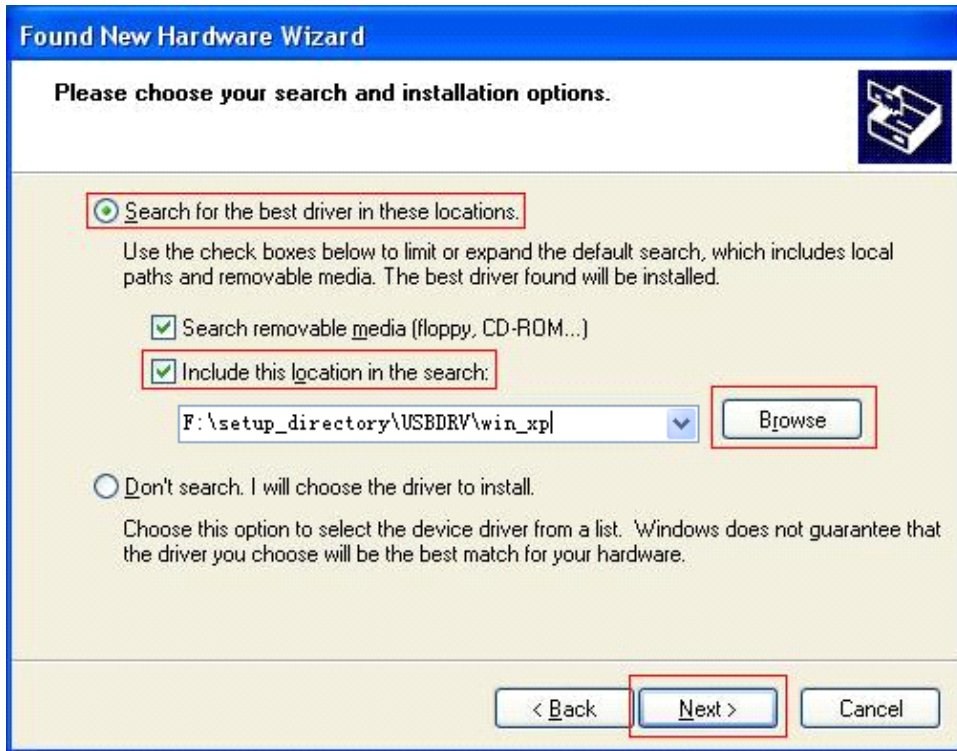 Found New Hardware Wizard
Please choose your search and installation options.
Search for the best driver in these locations.
Use the check boxes below to limit or expand the default search, which includes local
paths and removable media. The best driver found will be installed.
Search removable media (floppy, CD-ROM...)
Include this location in the search:
F:\setup_directory\USBDRV\win_xp
Browse
Don't search. I will choose the driver to install.
Choose this option to select the device driver from a list. Windows does not guarantee that
the driver you choose will be the best match for your hardware.
< Back
Next >
Cancel